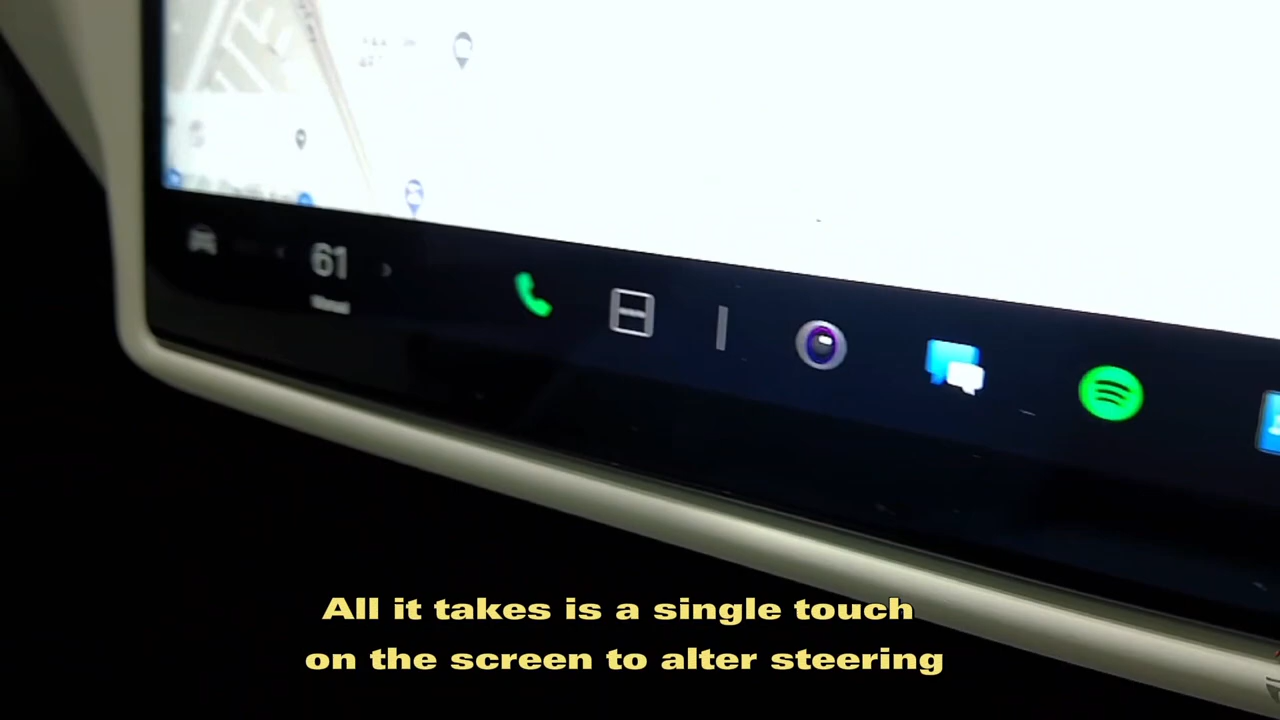 61
All it takes is a single touch
on the screen to alter steering